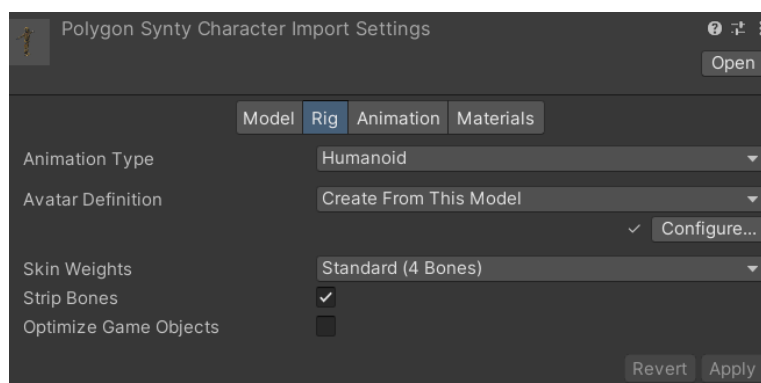 Polygon Synty Character Import Settings
Open
Model Rig Animation Materials
Animation Type Humanoid
Avatar Definition Create From This Model
Configure...
Skin Weights Standard (4 Bones)
Strip Bones
Optimize Game Objects
Revert Apply